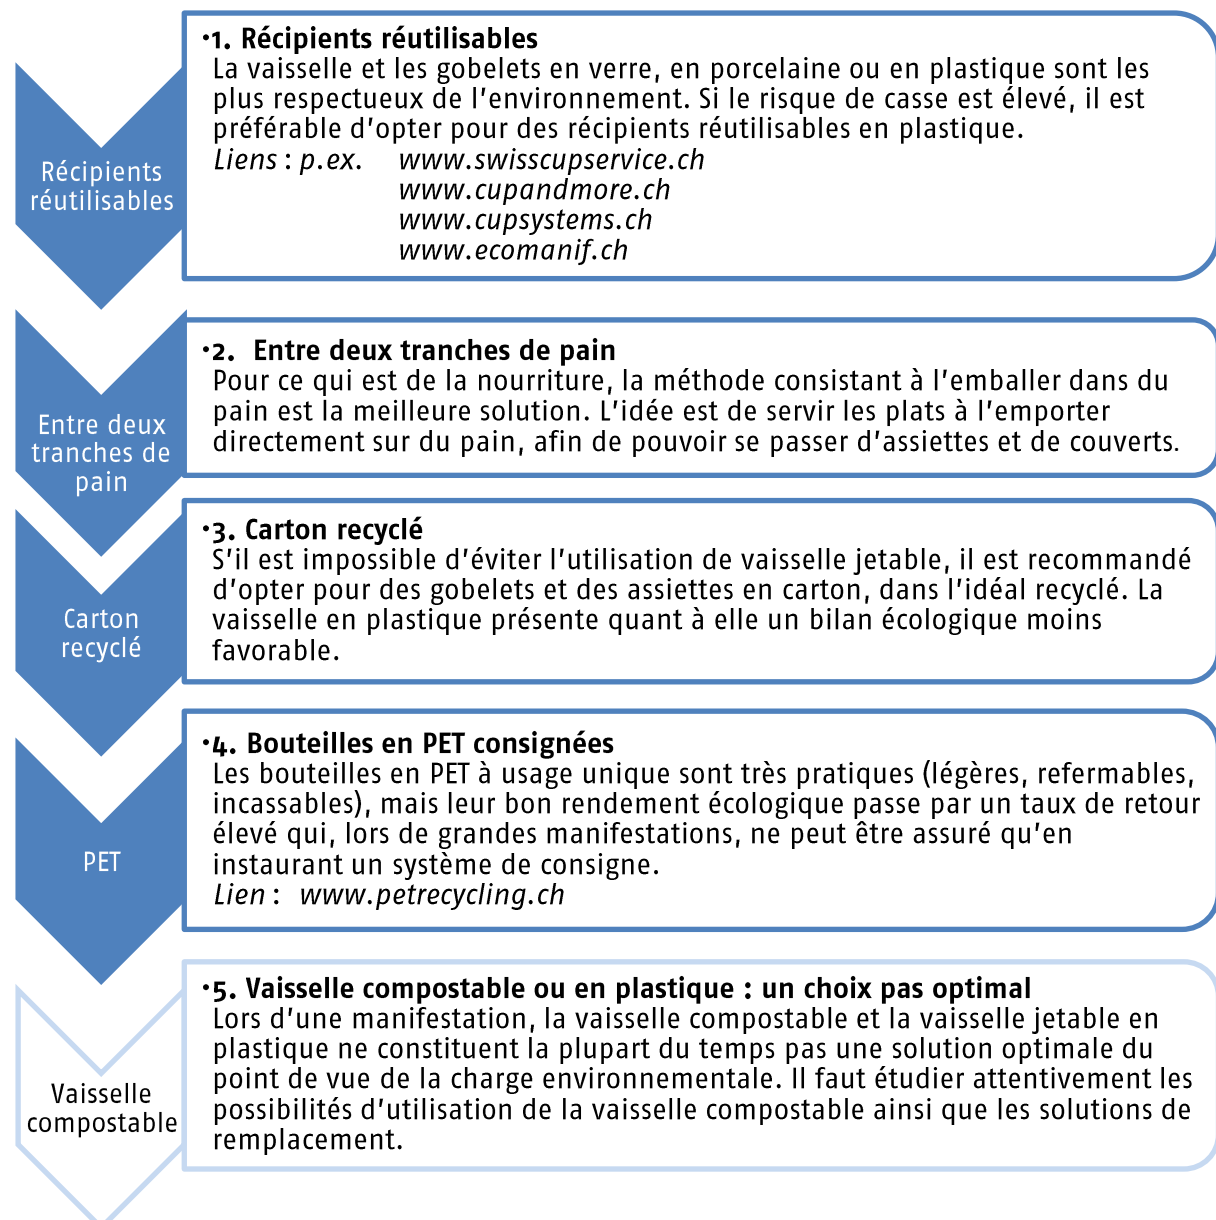 Récipients
réutilisables
•1. Récipients réutilisables
La vaisselle et les gobelets en verre, en porcelaine ou en plastique sont les
plus respectueux de l’environnement. Si le risque de casse est élevé, il est
préférable d’opter pour des récipients réutilisables en plastique.
Liens : p.ex. www.swisscupservice.ch
www.cupandmore.ch
www.cupsystems.ch
www.ecomanif.ch
Entre deux
tranches de
pain
•2. Entre deux tranches de pain
Pour ce qui est de la nourriture, la méthode consistant à l’emballer dans du
pain est la meilleure solution. L’idée est de servir les plats à l’emporter
directement sur du pain, afin de pouvoir se passer d’assiettes et de couverts.
Carton
recyclé
•3. Carton recyclé
S’il est impossible d’éviter l’utilisation de vaisselle jetable, il est recommandé
d’opter pour des gobelets et des assiettes en carton, dans l’idéal recyclé. La
vaisselle en plastique présente quant à elle un bilan écologique moins
favorable.
PET
•4. Bouteilles en PET consignées
Les bouteilles en PET à usage unique sont très pratiques (légères, refermables,
incassables), mais leur bon rendement écologique passe par un taux de retour
élevé qui, lors de grandes manifestations, ne peut être assuré qu’en
instaurant un système de consigne.
Lien : www.petrecycling.ch
Vaisselle
compostable
•5. Vaisselle compostable ou en plastique : un choix pas optimal
Lors d’une manifestation, la vaisselle compostable et la vaisselle jetable en
plastique ne constituent la plupart du temps pas une solution optimale du
point de vue de la charge environnementale. Il faut étudier attentivement les
possibilités d’utilisation de la vaisselle compostable ainsi que les solutions de
remplacement.